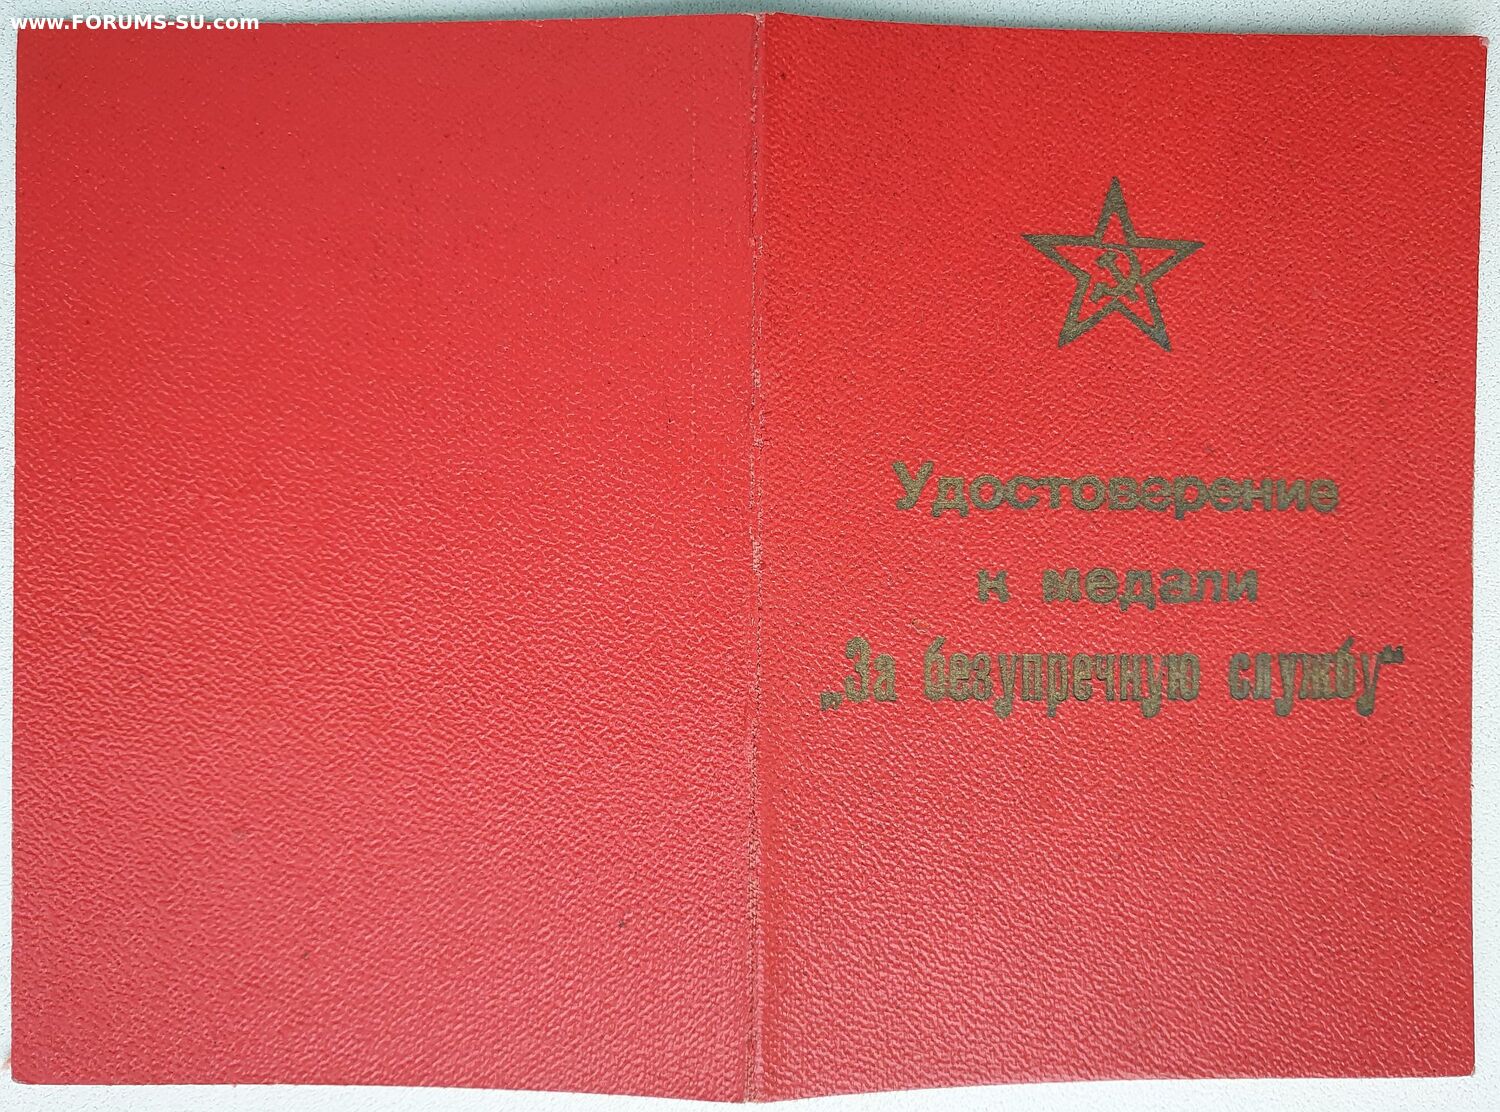 www.FORUMS-SU.com
Удостоверение
к медали
„За безупречную службу“